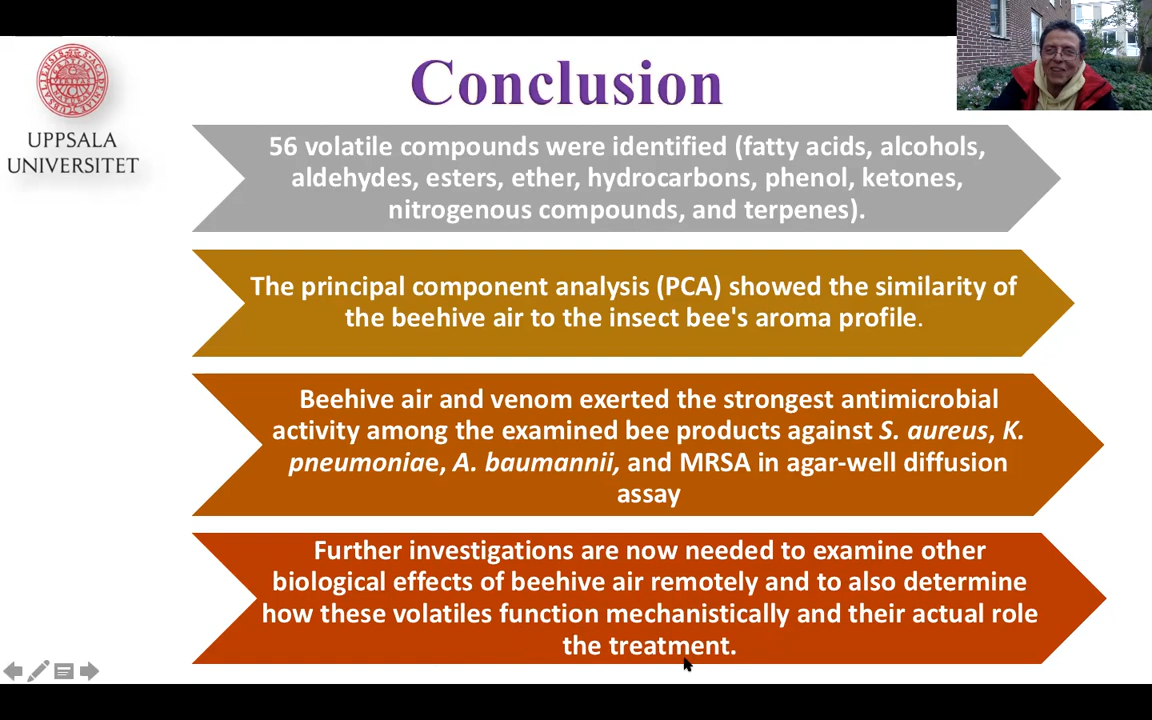 UPPSALA
UNIVERSITET
Conclusion
56 volatile compounds were identified (fatty acids, alcohols,
aldehydes, esters, ether, hydrocarbons, phenol, ketones,
nitrogenous compounds, and terpenes).
The principal component analysis (PCA) showed the similarity of
the beehive air to the insect bee's aroma profile.
Beehive air and venom exerted the strongest antimicrobial
activity among the examined bee products against S. aureus, K.
pneumoniae, A. baumannii, and MRSA in agar-well diffusion
assay
Further investigations are now needed to examine other
biological effects of beehive air remotely and to also determine
how these volatiles function mechanistically and their actual role
the treatment.